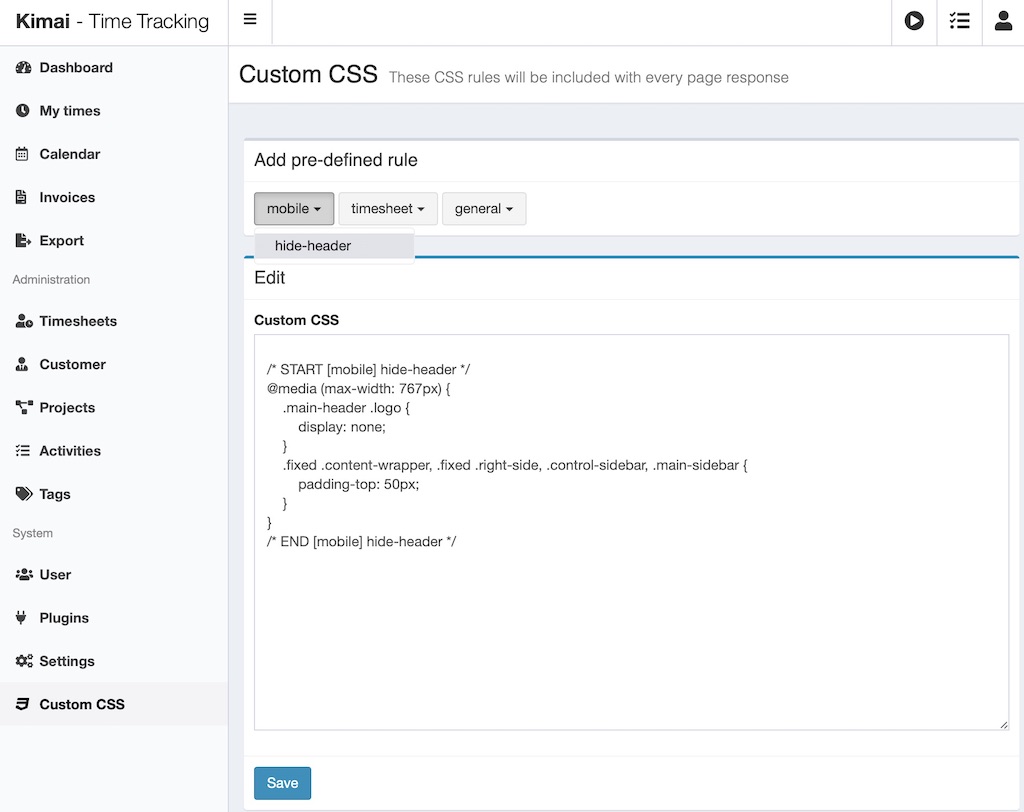 Kimai - Time Tracking
Dashboard
My times
Calendar
Invoices
Export
Administration
Timesheets
Customer
Projects
Activities
Tags
System
User
Plugins
Settings
Custom CSS
Custom CSS These CSS rules will be included with every page response
Add pre-defined rule
mobile timesheet general
hide-header
Edit
Custom CSS
/* START [mobile] hide-header */
@media (max-width: 767px) {
.main-header .logo {
display: none;
}
.fixed .content-wrapper, .fixed .right-side, .control-sidebar, .main-sidebar {
padding-top: 50px;
}
}
/* END [mobile] hide-header */
Save